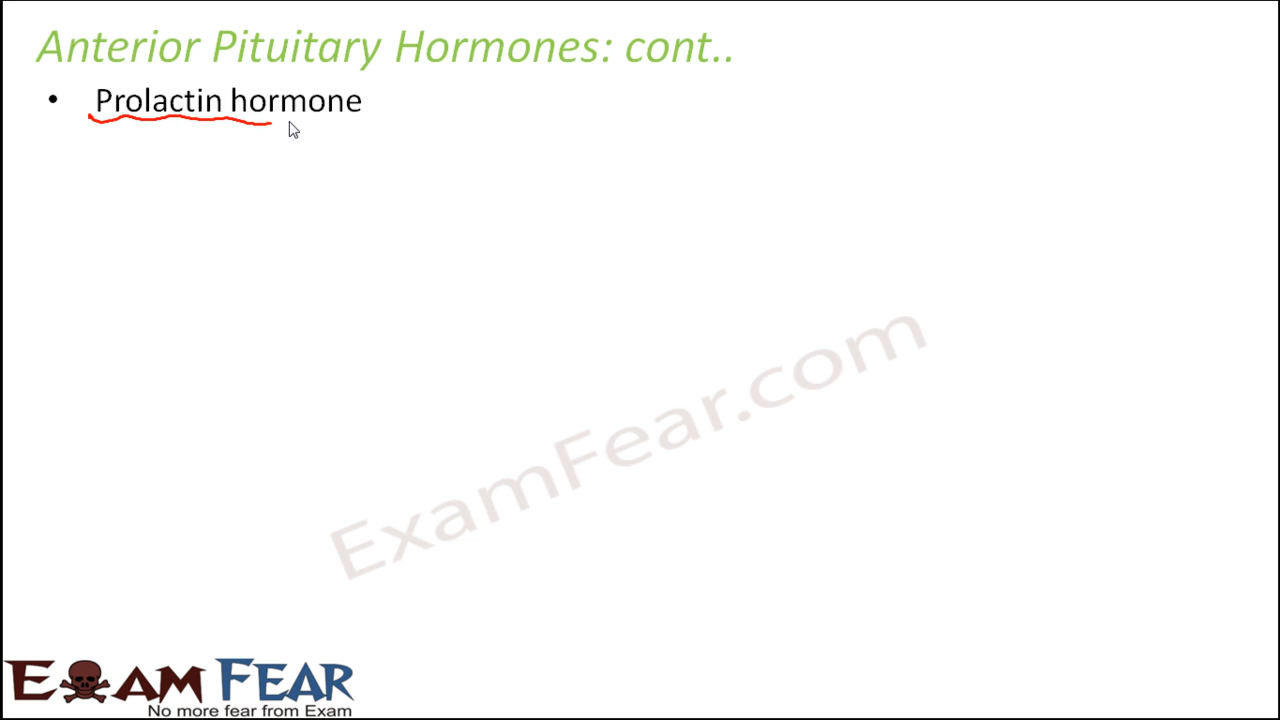 Anterior Pituitary Hormones: cont..
• Prolactin hormone
ExamFear.com
EXAM FEAR
No more fear from Exam